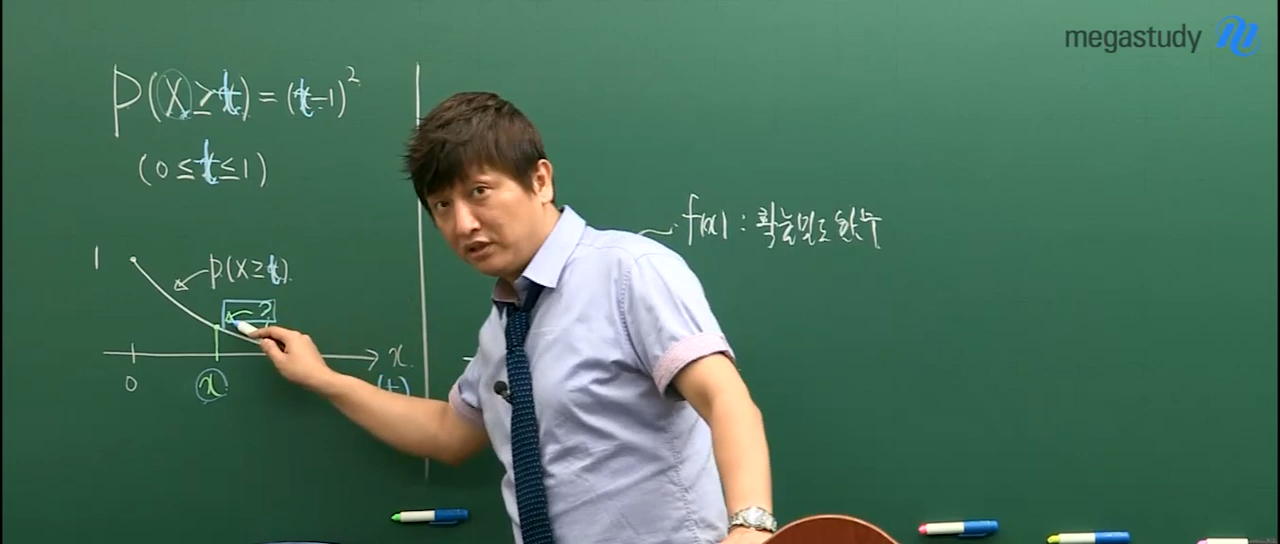 megastudy
P(X≥t)=(t-1)²
(0≤t≤1)
f(x) : 확률밀도함수
1
P(X≥t).
?
x.
0
x
(t)